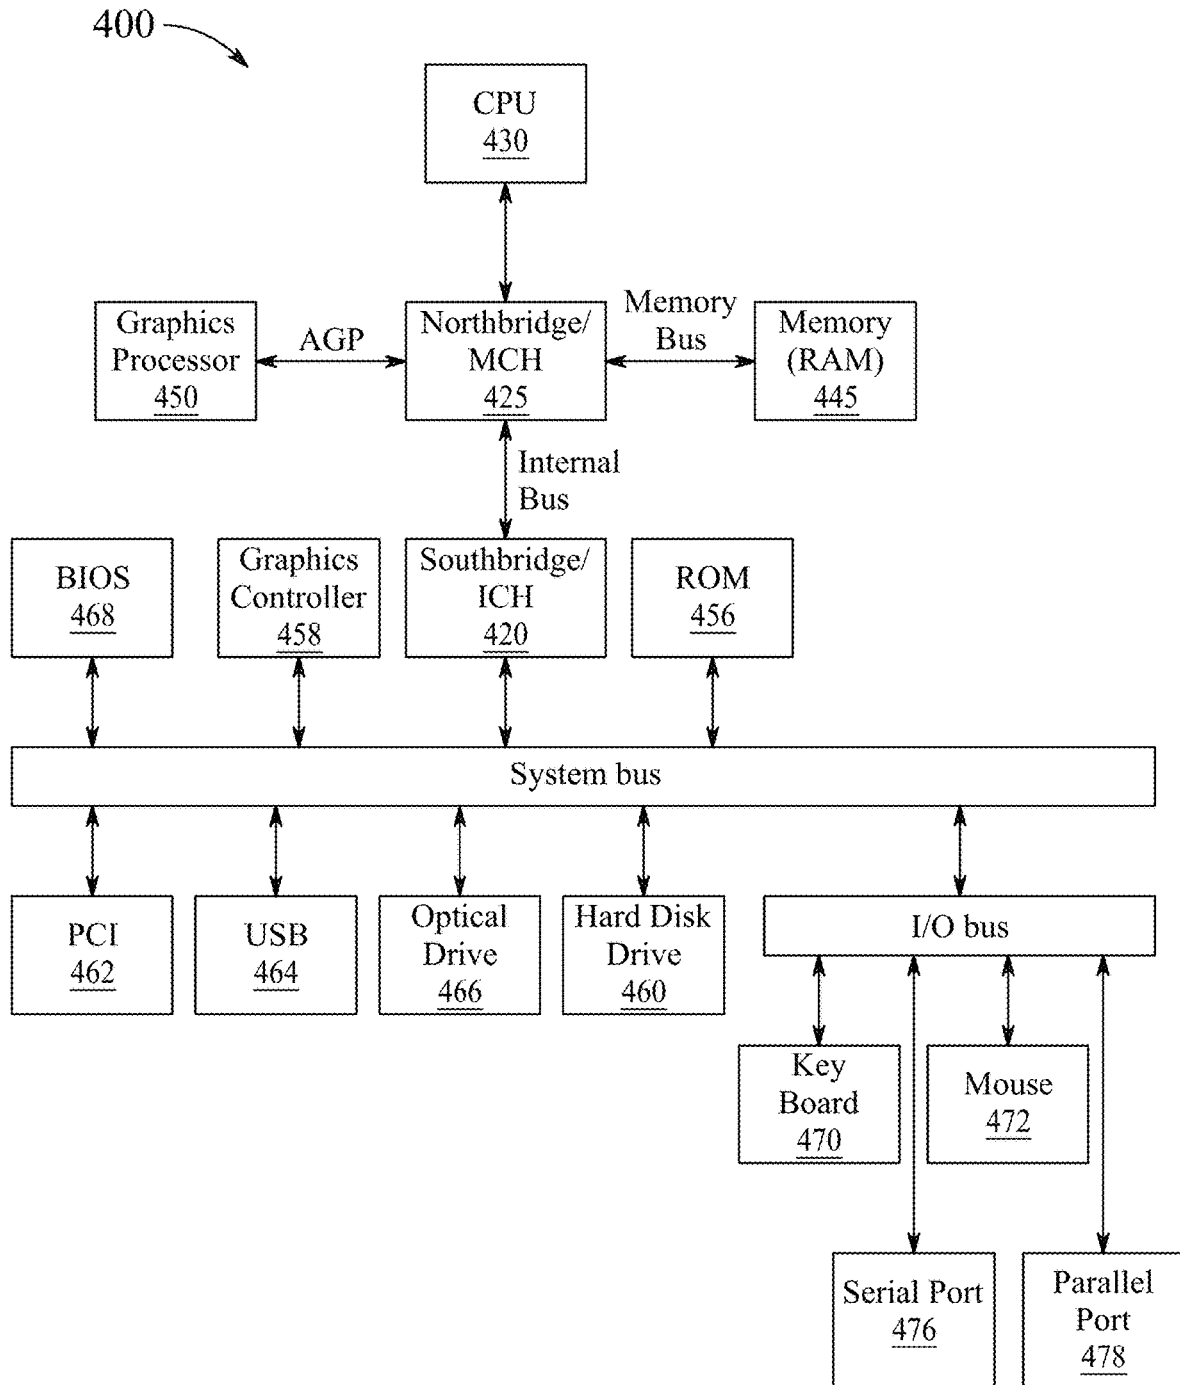 400
CPU
430
Graphics
Processor
450
AGP
Northbridge/
MCH
425
Memory
Bus
Memory
(RAM)
445
Internal
Bus
BIOS
468
Graphics
Controller
458
Southbridge/
ICH
420
ROM
456
System bus
PCI
462
USB
464
Optical
Drive
466
Hard Disk
Drive
460
I/O bus
Key
Board
470
Mouse
472
Serial Port
476
Parallel
Port
478